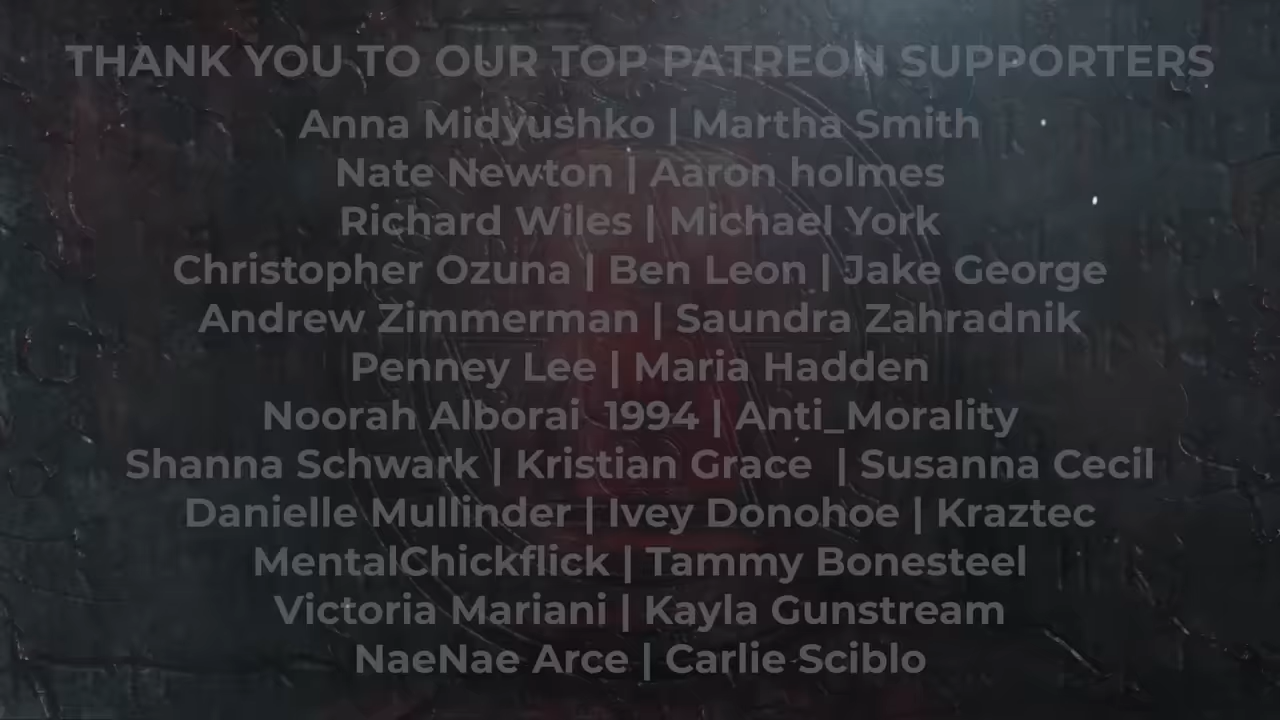 THANK YOU TO OUR TOP PATREON SUPPORTERS
Anna Midyushko | Martha Smith
Nate Newton | Aaron holmes
Richard Wiles | Michael York
Christopher Ozuna | Ben Leon | Jake George
Andrew Zimmerman | Saundra Zahradnik
Penney Lee | Maria Hadden
Noorah Alborai  1994 | Anti_Morality
Shanna Schwark | Kristian Grace  | Susanna Cecil
Danielle Mullinder | Ivey Donohoe | Kraztec
MentalChickflick | Tammy Bonesteel
Victoria Mariani | Kayla Gunstream
NaeNae Arce | Carlie Sciblo